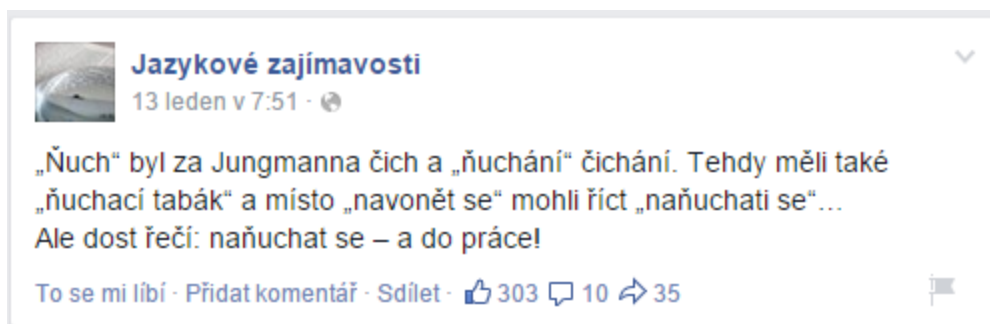 Jazykové zajímavosti
13 leden v 7:51 ·
„Ňuch“ byl za Jungmanna čich a „ňuchání“ čichání. Tehdy měli také
„ňuchací tabák“ a místo „navonět se“ mohli říct „naňuchati se“…
Ale dost řečí: naňuchat se – a do práce!
To se mi líbí · Přidat komentář · Sdílet · 303 10 35